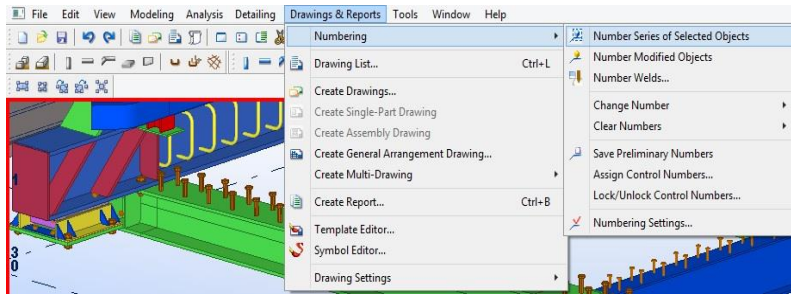 File Edit View Modeling Analysis Detailing Drawings & Reports Tools Window Help
Numbering
Drawing List... Ctrl+L
Create Drawings...
Create Single-Part Drawing
Create Assembly Drawing
Create General Arrangement Drawing...
Create Multi-Drawing
Create Report... Ctrl+B
Template Editor...
Symbol Editor...
Drawing Settings
Number Series of Selected Objects
Number Modified Objects
Number Welds...
Change Number
Clear Numbers
Save Preliminary Numbers
Assign Control Numbers...
Lock/Unlock Control Numbers...
Numbering Settings...
1
3
0